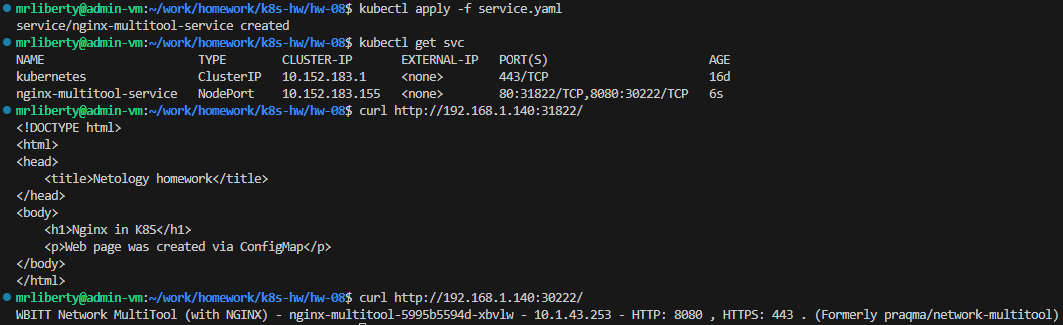 mrliberty@admin-vm:~/work/homework/k8s-hw/hw-08$ kubectl apply -f service.yaml
service/nginx-multitool-service created
mrliberty@admin-vm:~/work/homework/k8s-hw/hw-08$ kubectl get svc
NAME                      TYPE        CLUSTER-IP       EXTERNAL-IP   PORT(S)                       AGE
kubernetes                ClusterIP   10.152.183.1     <none>        443/TCP                       16d
nginx-multitool-service   NodePort    10.152.183.155   <none>        80:31822/TCP,8080:30222/TCP   6s
mrliberty@admin-vm:~/work/homework/k8s-hw/hw-08$ curl http://192.168.1.140:31822/
<!DOCTYPE html>
<html>
<head>
    <title>Netology homework</title>
</head>
<body>
    <h1>Nginx in K8S</h1>
    <p>Web page was created via ConfigMap</p>
</body>
</html>
mrliberty@admin-vm:~/work/homework/k8s-hw/hw-08$ curl http://192.168.1.140:30222/
WBITT Network MultiTool (with NGINX) - nginx-multitool-5995b5594d-xbvlw - 10.1.43.253 - HTTP: 8080 , HTTPS: 443 . (Formerly praqma/network-multitool)